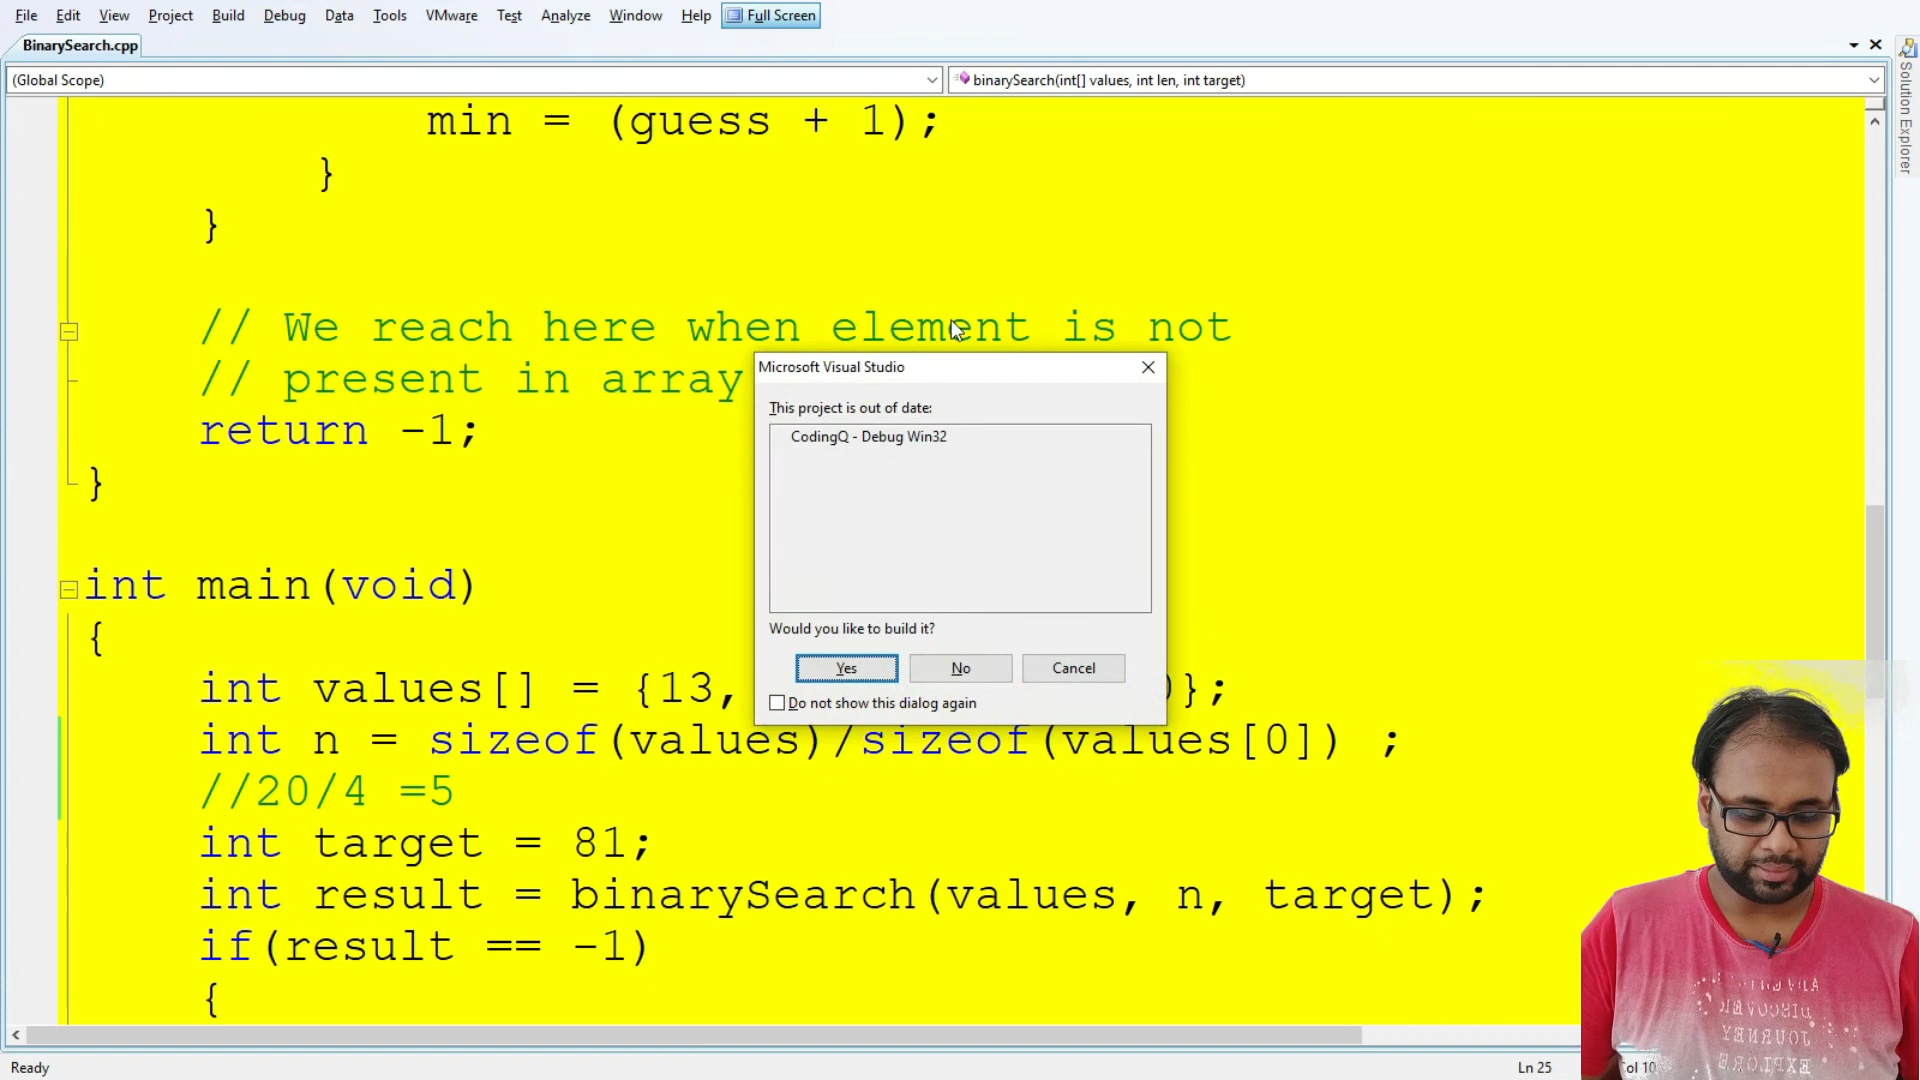 File Edit View Project Build Debug Data Tools VMware Test Analyze Window Help Full Screen
BinarySearch.cpp
(Global Scope)
binarySearch(int[] values, int len, int target)
Solution Explorer
min = (guess + 1);
}
}
// We reach here when element is not
// present in array
return -1;
}
int main(void)
{
int values[] = {13, };
int n = sizeof(values)/sizeof(values[0]) ;
//20/4 =5
int target = 81;
int result = binarySearch(values, n, target);
if(result == -1)
{
Microsoft Visual Studio
This project is out of date:
CodingQ - Debug Win32
Would you like to build it?
Yes No Cancel
Do not show this dialog again
DISCOVER
JOURNEY
EXPLORE
Ready
Ln 25
Col 10